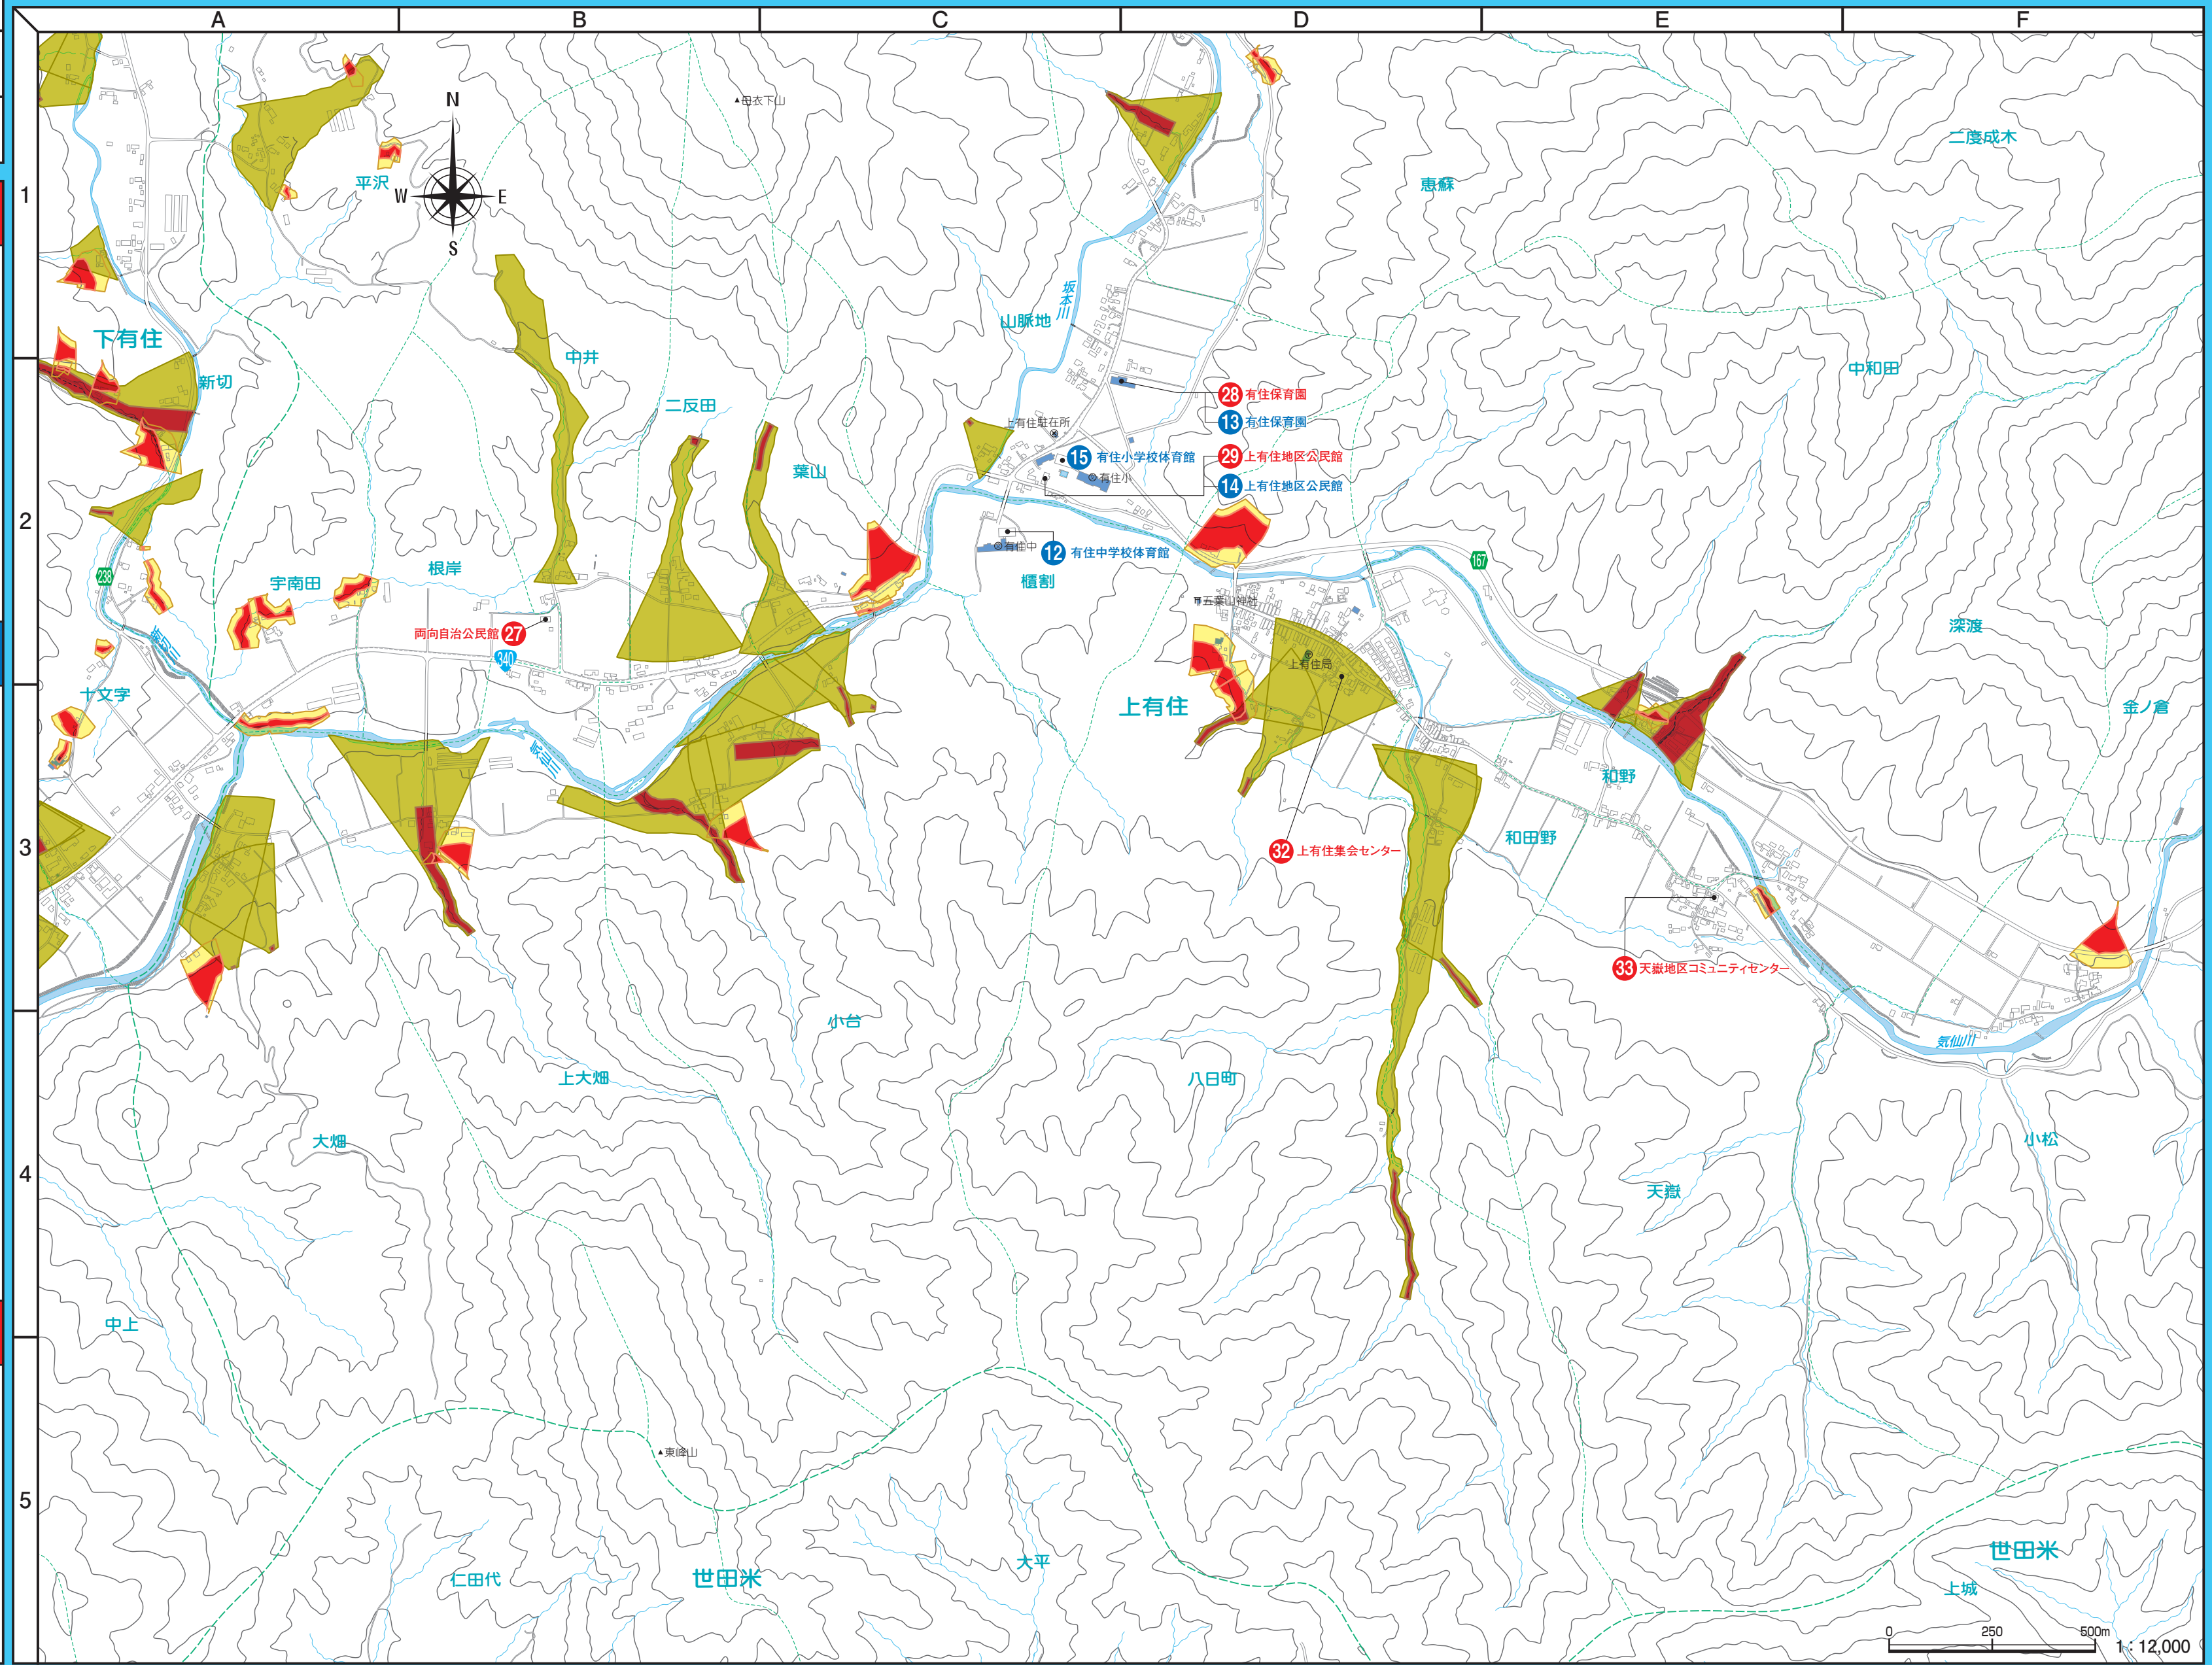 A B C D E F
1
2
3
4
5
N
W E
S
母衣下山
二度成木
平沢
恵蘇
坂本川
山脈地
下有住
中井
中和田
新切
二反田
28 有住保育園
13 有住保育園
上有住駐在所
15 有住小学校体育館
29 上有住地区公民館
葉山
有住小
14 上有住地区公民館
有住中
12 有住中学校体育館
167
238
宇南田
根岸
櫃割
五葉山神社
両向自治公民館 27
340
深渡
上有住局
十文字
上有住
金ノ倉
気仙川
和野
和田野
32 上有住集会センター
33 天嶽地区コミュニティセンター
小台
気仙川
上大畑
八日町
大畑
小松
天嶽
中上
東峰山
仁田代
世田米
大平
世田米
上城
0 250 500m
1：12,000